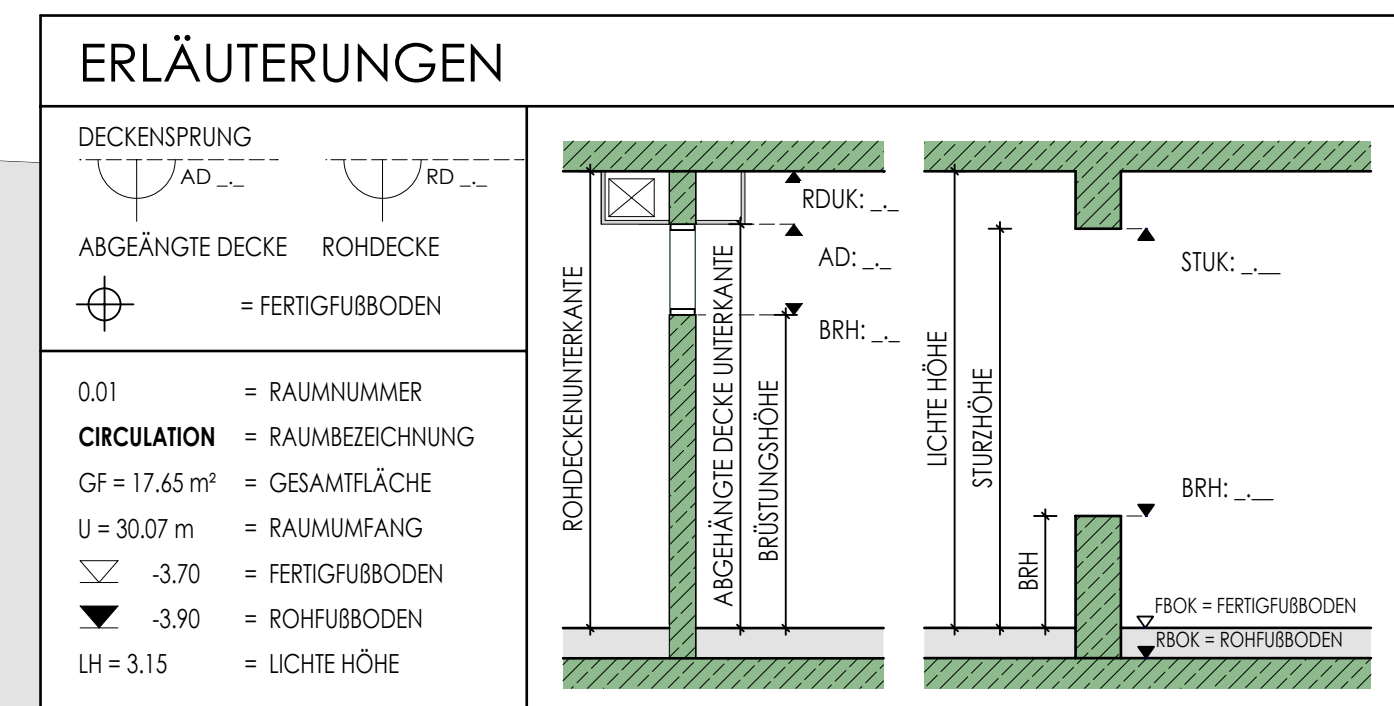 ERLÄUTERUNGEN
DECKENSPRUNG
AD _._
RD _._
ABGEÄNGTE DECKE
ROHDECKE
= FERTIGFUßBODEN
0.01 = RAUMNUMMER
CIRCULATION = RAUMBEZEICHNUNG
GF = 17.65 m² = GESAMTFLÄCHE
U = 30.07 m = RAUMUMFANG
-3.70 = FERTIGFUßBODEN
-3.90 = ROHFUßBODEN
LH = 3.15 = LICHTE HÖHE
ROHDECKENUNTERKANTE
ABGEHÄNGTE DECKE UNTERKANTE
BRÜSTUNGSHÖHE
RDUK: _._
AD: _._
BRH: _._
LICHTE HÖHE
STURZHÖHE
BRH
STUK: _.__
BRH: _.__
FBOK = FERTIGFUßBODEN
RBOK = ROHFUßBODEN